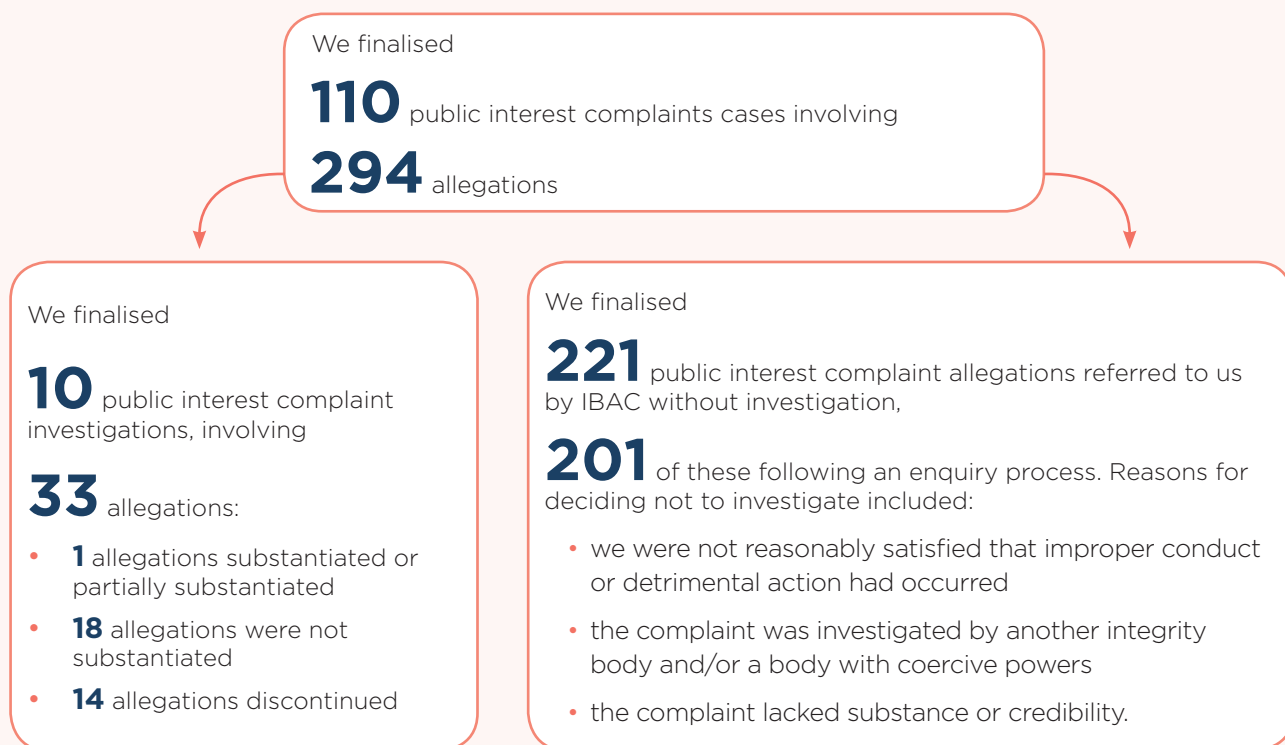 We finalised
110 public interest complaints cases involving
294 allegations
We finalised
10 public interest complaint
investigations, involving
33 allegations:
• 1 allegations substantiated or
partially substantiated
• 18 allegations were not
substantiated
• 14 allegations discontinued
We finalised
221 public interest complaint allegations referred to us
by IBAC without investigation,
201 of these following an enquiry process. Reasons for
deciding not to investigate included:
• we were not reasonably satisfied that improper conduct
or detrimental action had occurred
• the complaint was investigated by another integrity
body and/or a body with coercive powers
• the complaint lacked substance or credibility.